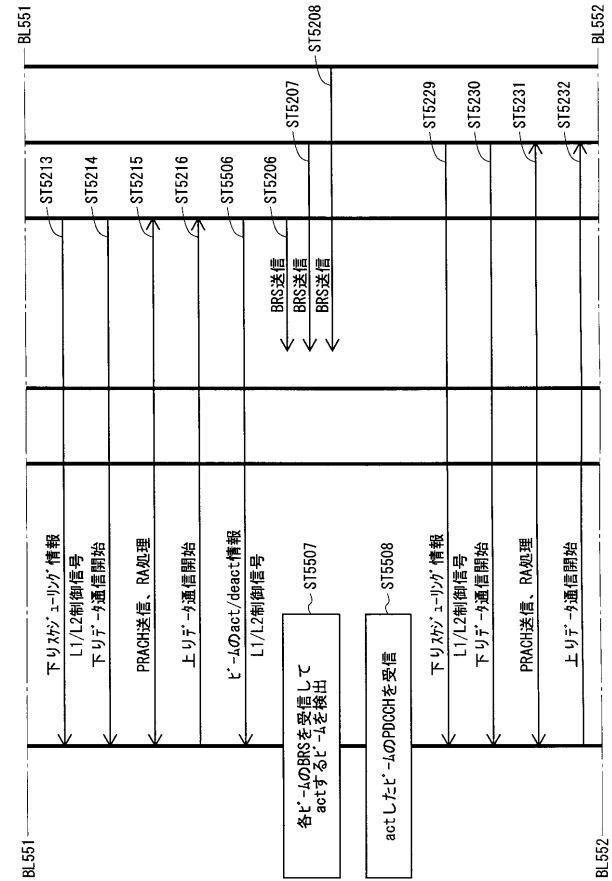 BL551
BL551
下りスケジューリング情報
L1/L2制御信号
ST5213
下りデータ通信開始
ST5214
PRACH送信、RA処理
ST5215
上りデータ通信開始
ST5216
ビームのact/deact情報
L1/L2制御信号
ST5506
BRS送信
ST5206
BRS送信
ST5207
BRS送信
ST5208
各ビームのBRSを受信して
actするビームを検出
ST5507
actしたビームのPDCCHを受信
ST5508
下りスケジューリング情報
L1/L2制御信号
ST5229
下りデータ通信開始
ST5230
PRACH送信、RA処理
ST5231
上りデータ通信開始
ST5232
BL552
BL552